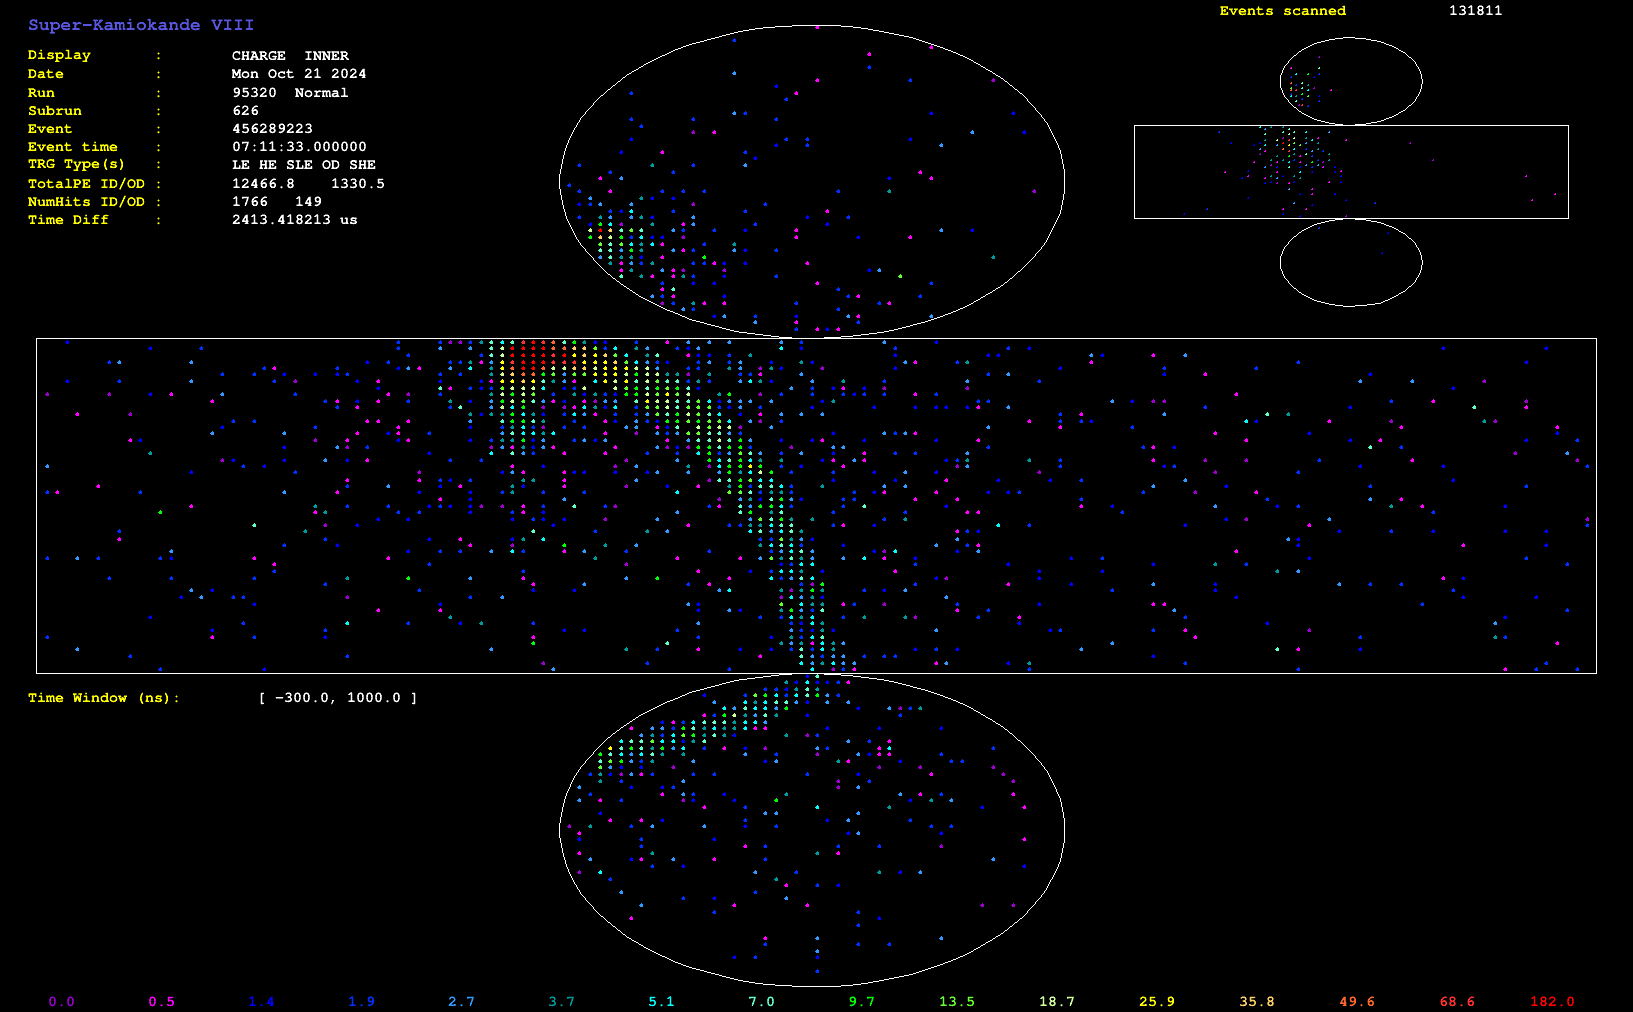 Super-Kamiokande VIII
Events scanned 131811
Display : CHARGE INNER
Date : Mon Oct 21 2024
Run : 95320 Normal
Subrun : 626
Event : 456289223
Event time : 07:11:33.000000
TRG Type(s) : LE HE SLE OD SHE
TotalPE ID/OD : 12466.8 1330.5
NumHits ID/OD : 1766 149
Time Diff : 2413.418213 us
Time Window (ns): [ −300.0, 1000.0 ]
0.0 0.5 1.4 1.9 2.7 3.7 5.1 7.0 9.7 13.5 18.7 25.9 35.8 49.6 68.6 182.0